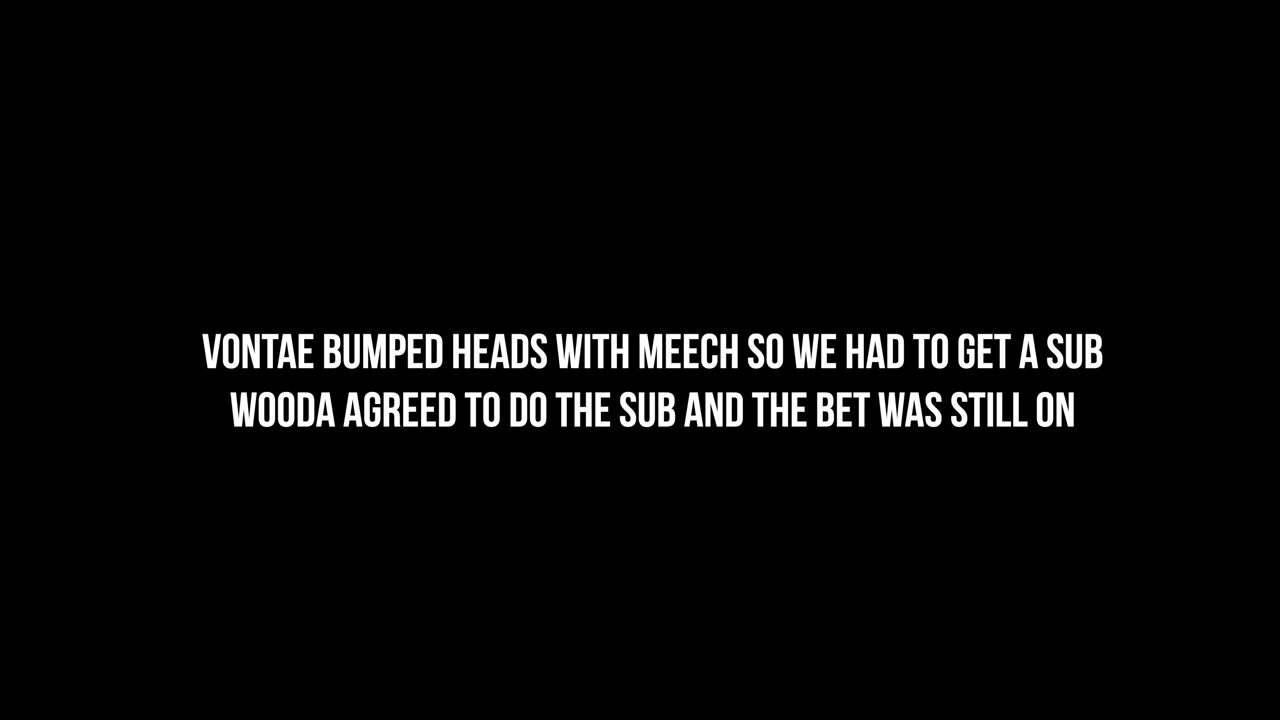 VONTAE BUMPED HEADS WITH MEECH SO WE HAD TO GET A SUB
WOODA AGREED TO DO THE SUB AND THE BET WAS STILL ON